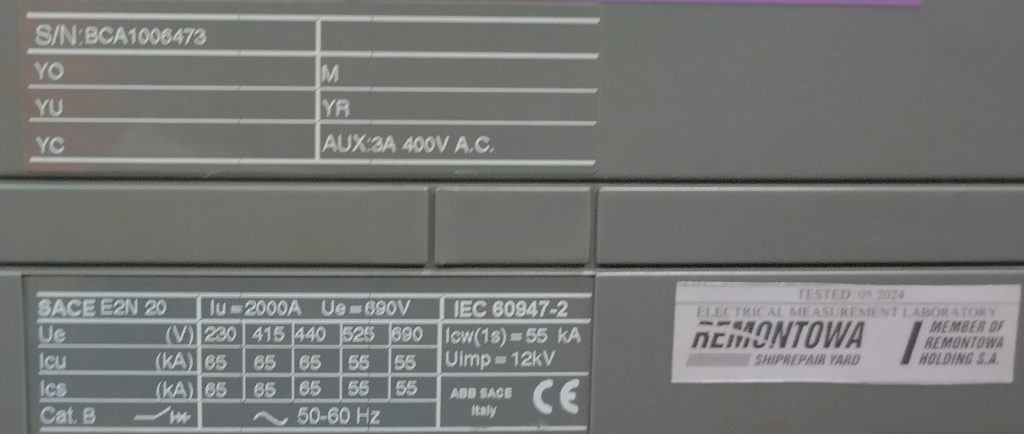 S/N:BCA1006473
YO
M
YU
YR
YC
AUX:3A 400V A.C.
SACE E2N 20 Iu=2000A Ue=690V IEC 60947-2
Ue (V) 230 415 440 525 690
Icu (kA) 65 65 65 55 55
Ics (kA) 65 65 65 55 55
Cat. B ~ 50-60 Hz
Icw(1s)=55 kA
Uimp=12kV
ABB SACE
Italy
CE
TESTED 05 2024
ELECTRICAL MEASUREMENT LABORATORY
REMONTOWA
SHIPREPAIR YARD
MEMBER OF
REMONTOWA
HOLDING S.A.